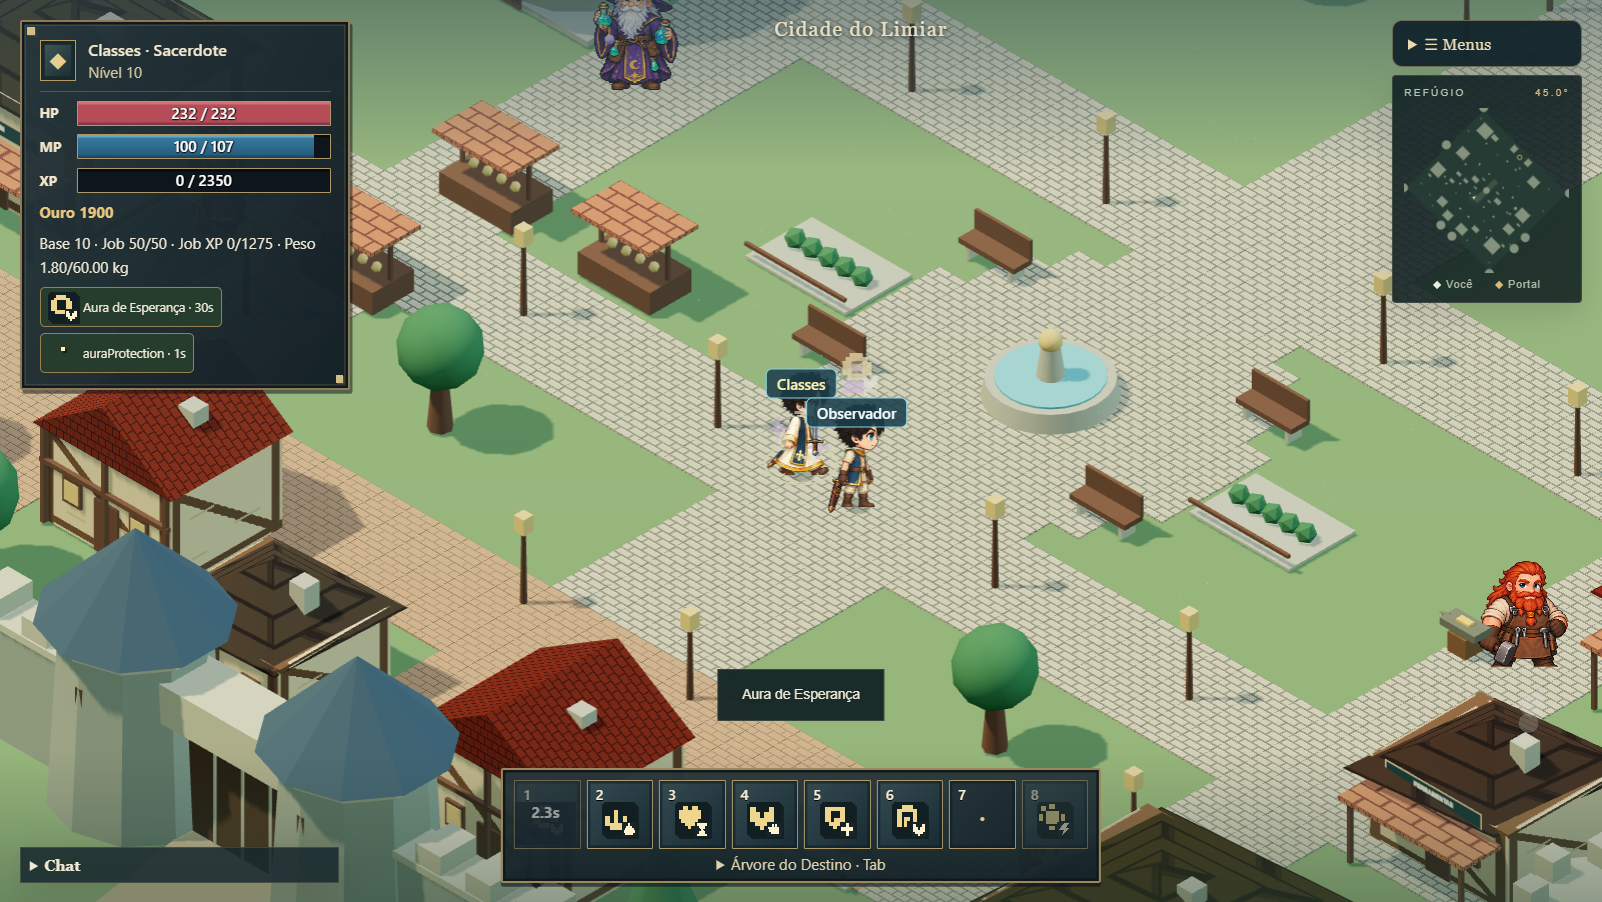 Cidade do Limiar
Classes · Sacerdote
Nível 10
HP 232 / 232
MP 100 / 107
XP 0 / 2350
Ouro 1900
Base 10 · Job 50/50 · Job XP 0/1275 · Peso
1.80/60.00 kg
Aura de Esperança · 30s
auraProtection · 1s
☰ Menus
REFÚGIO 45.0°
Você Portal
Classes
Observador
Aura de Esperança
1 2 3 4 5 6 7 8
2.3s
Árvore do Destino · Tab
Chat